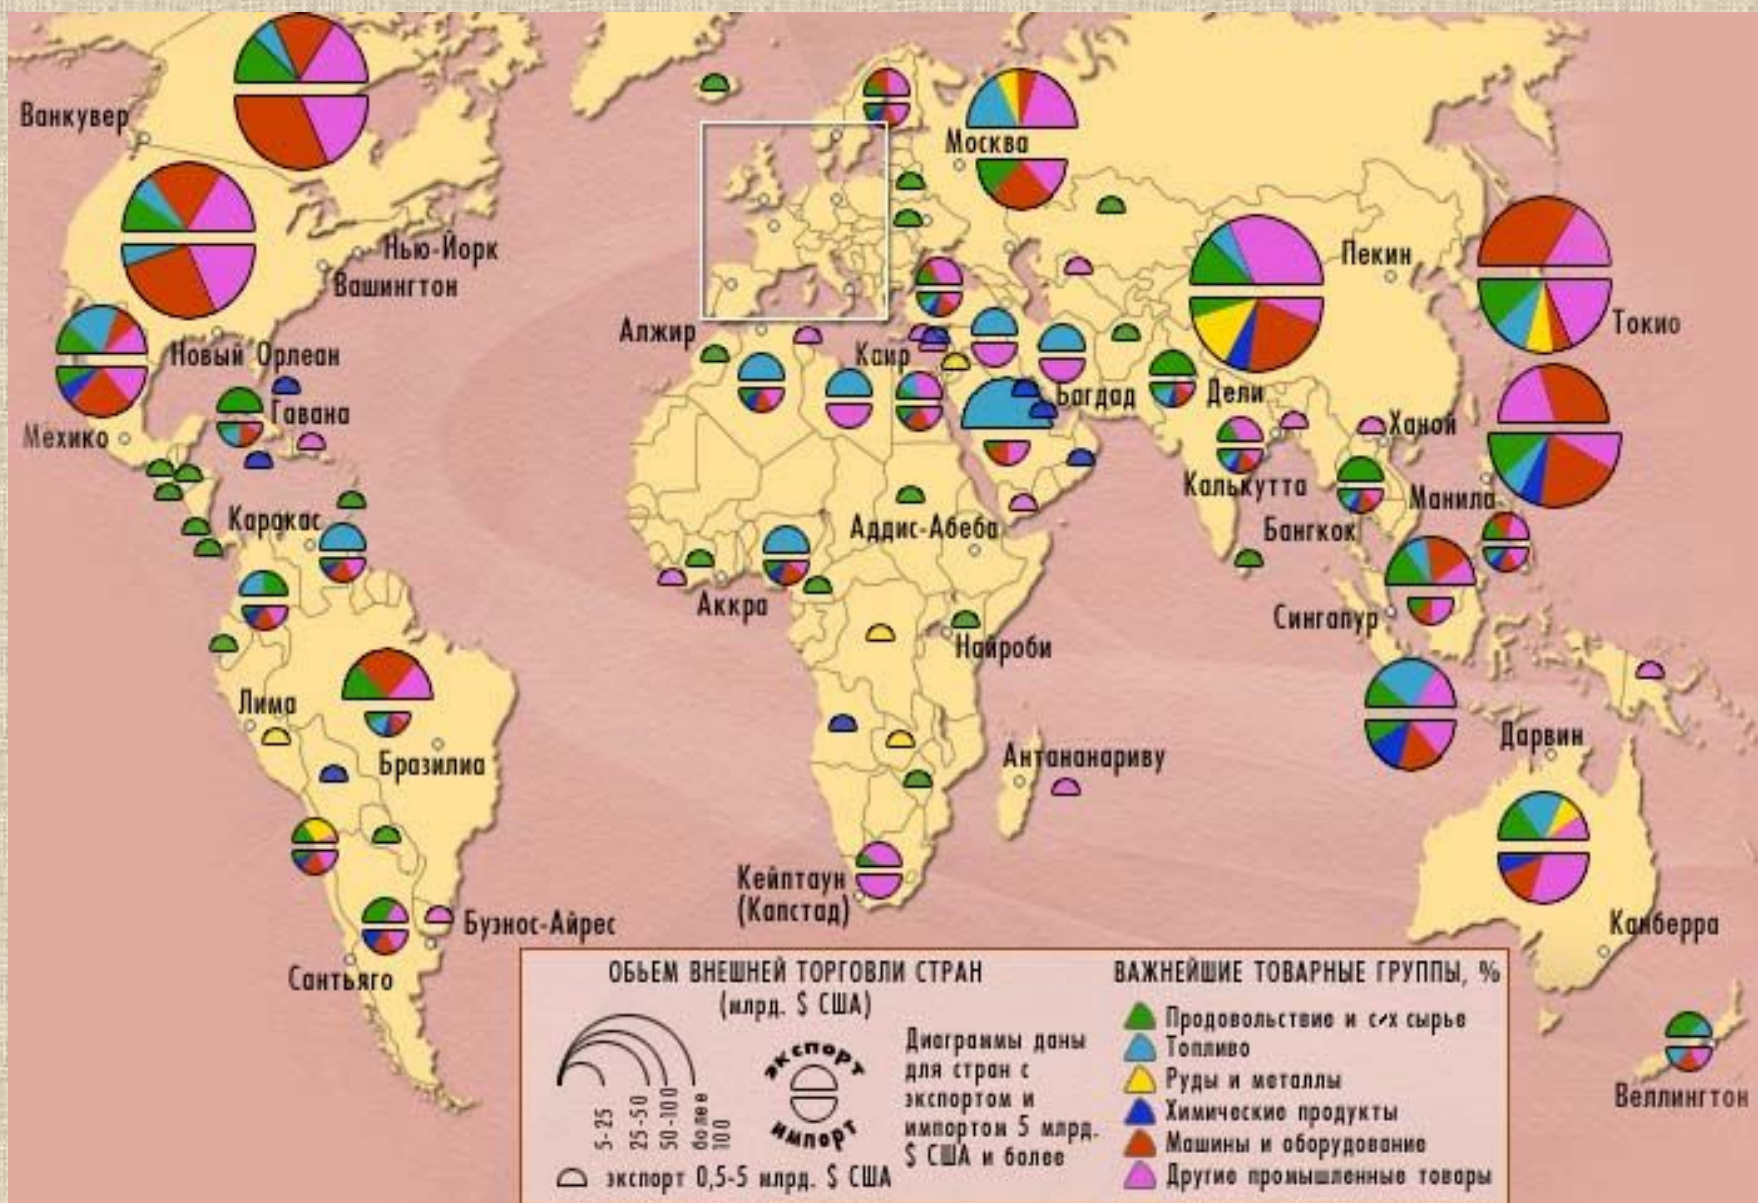 Ванкувер
Москва
Нью-Йорк
Вашингтон
Пекин
Токио
Новый Орлеан
Алжир
Каир
Багдад
Дели
Гавана
Мехико
Ханой
Калькутта
Манила
Каракас
Аддис-Абеба
Бангкок
Аккра
Сингапур
Найроби
Лима
Бразилиа
Антананариву
Дарвин
Кейптаун
(Капстад)
Буэнос-Айрес
Канберра
Сантьяго
Веллингтон
ОБЬЕМ ВНЕШНЕЙ ТОРГОВЛИ СТРАН
(млрд. $ США)
5-25
25-50
50-100
более
100
экспорт
импорт
Диаграммы даны
для стран с
экспортом и
импортом 5 млрд.
$ США и более
экспорт 0,5-5 млрд. $ США
ВАЖНЕЙШИЕ ТОВАРНЫЕ ГРУППЫ, %
Продовольствие и с/х сырье
Топливо
Руды и металлы
Химические продукты
Машины и оборудование
Другие промышленные товары